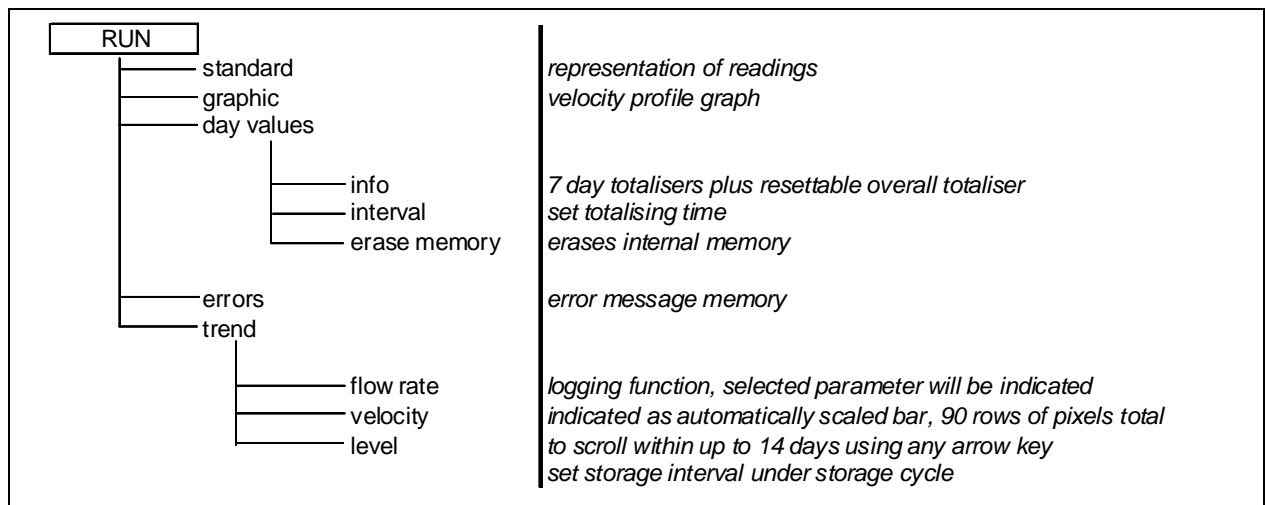 RUN
standard representation of readings
graphic velocity profile graph
day values
info 7 day totalisers plus resettable overall totaliser
interval set totalising time
erase memory erases internal memory
errors error message memory
trend
flow rate logging function, selected parameter will be indicated
velocity indicated as automatically scaled bar, 90 rows of pixels total
level to scroll within up to 14 days using any arrow key
set storage interval under storage cycle